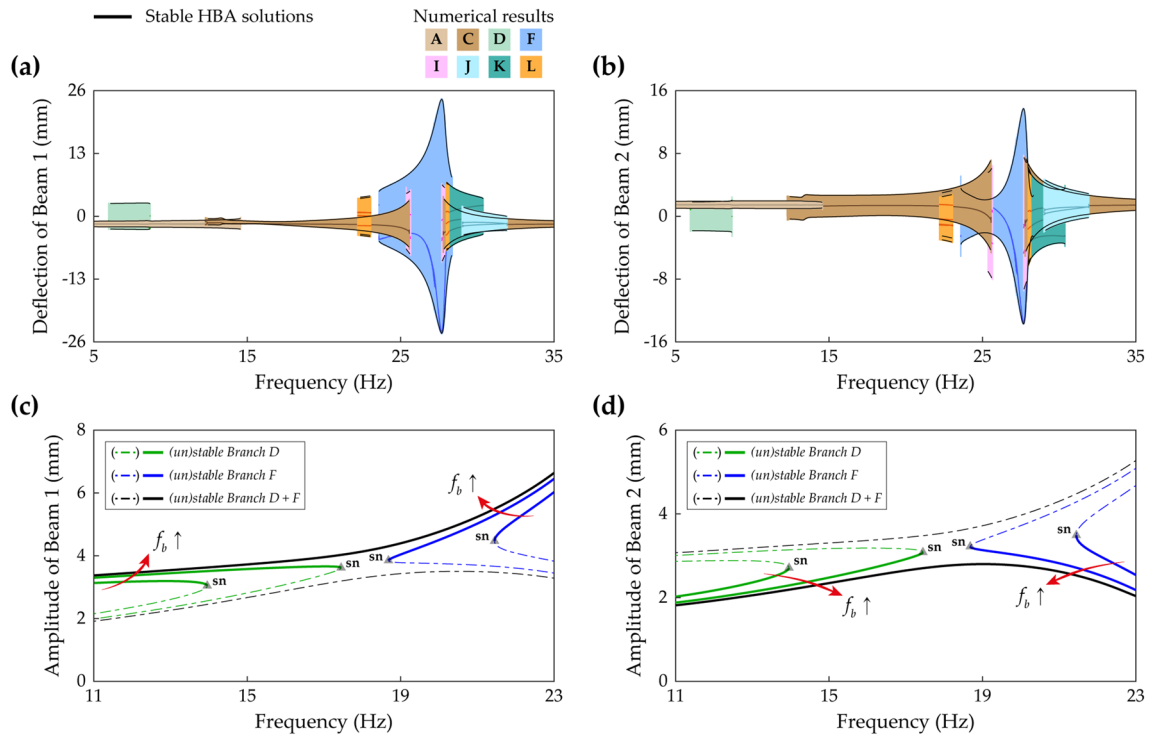 Stable HBA solutions
Numerical results
A C D F
I J K L
(a)
(b)
Deflection of Beam 1 (mm)
26
13
0
-13
-26
5 15 25 35
Frequency (Hz)
Deflection of Beam 2 (mm)
16
8
0
-8
-16
5 15 25 35
Frequency (Hz)
(c)
(d)
Amplitude of Beam 1 (mm)
8
6
4
2
0
(---) (un)stable Branch D
(---) (un)stable Branch F
(---) (un)stable Branch D + F
f_b ↑
f_b ↑
sn
sn
sn
sn
11 15 19 23
Frequency (Hz)
Amplitude of Beam 2 (mm)
6
4
2
0
(---) (un)stable Branch D
(---) (un)stable Branch F
(---) (un)stable Branch D + F
sn
sn
sn
sn
f_b ↑
f_b ↑
11 15 19 23
Frequency (Hz)